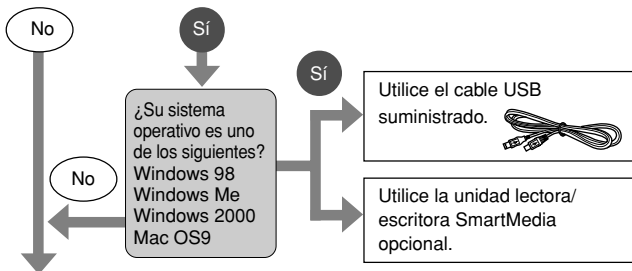 No
Sí
Sí
¿Su sistema
operativo es uno
de los siguientes?
Windows 98
Windows Me
Windows 2000
Mac OS9
No
Utilice el cable USB
suministrado.
Utilice la unidad lectora/
escritora SmartMedia
opcional.